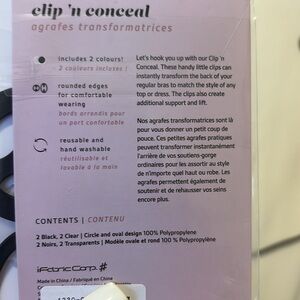 clip 'n conceal
agrafes transformatrices
includes 2 colours!
2 couleurs incluses!
rounded edges
for comfortable
wearing
bords arrondis pour
un port confortable
reusable and
hand washable
réutilisable et
lavable à la main
Let's hook you up with our Clip 'n
Conceal. These handy little clips can
instantly transform the back of your
regular bras to match the style of any
top or dress. The clips also create
additional support and lift.
Nos agrafes transformatrices sont là
pour vous donner un petit coup de
pouce. Ces petites agrafes pratiques
peuvent transformer instantanément
l'arrière de vos soutiens-gorge
ordinaires pour les assortir au style
de n'importe quel haut ou robe. Les
agrafes permettent également de
soutenir et de rehausser vos seins
encore plus.
CONTENTS | CONTENU
2 Black, 2 Clear | Circle and oval design 100% Polypropylene
2 Noirs, 2 Transparents | Modèle ovale et rond 100 % Polypropylène
iFabric Corp.
Made in China / Fabriqué en Chine